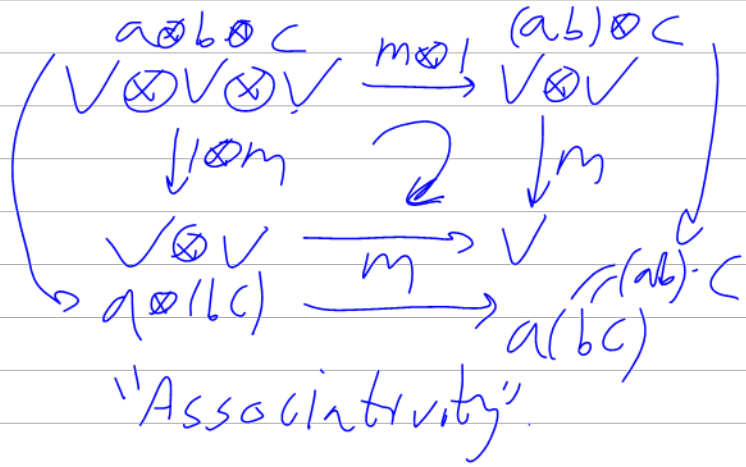 a⊗b⊗c (ab)⊗c
V⊗V⊗V m⊗1 V⊗V
1⊗m m
V⊗V m V
a⊗(bc) a(bc) = (ab)·c
"Associativity".